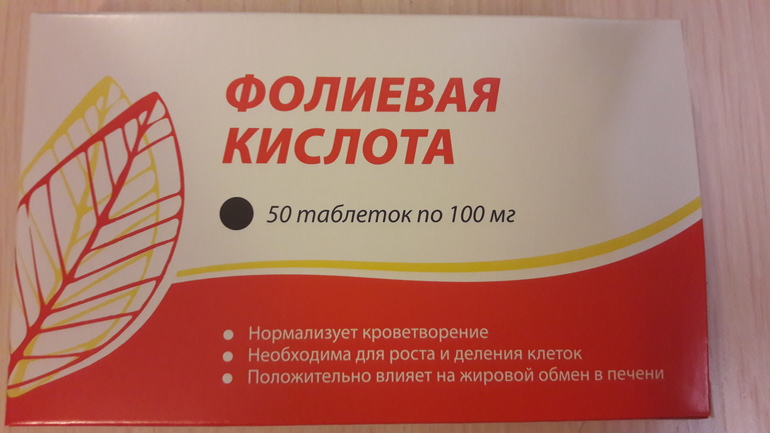 ФОЛИЕВАЯ
КИСЛОТА
50 таблеток по 100 мг
Нормализует кроветворение
Необходима для роста и деления клеток
Положительно влияет на жировой обмен в печени